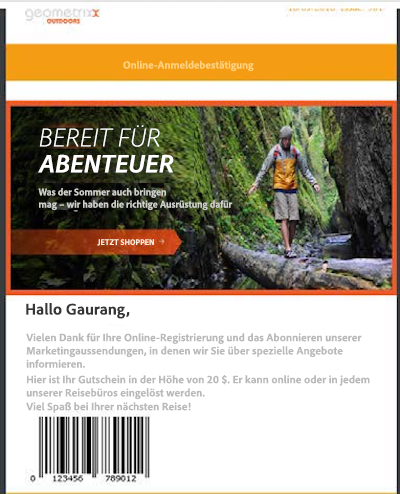 geometrixx
OUTDOORS
Online-Anmeldebestätigung
BEREIT FÜR
ABENTEUER
Was der Sommer auch bringen
mag – wir haben die richtige Ausrüstung dafür
JETZT SHOPPEN →
Hallo Gaurang,
Vielen Dank für Ihre Online-Registrierung und das Abonnieren unserer
Marketingaussendungen, in denen wir Sie über spezielle Angebote
informieren.
Hier ist Ihr Gutschein in der Höhe von 20 $. Er kann online oder in jedem
unserer Reisebüros eingelöst werden.
Viel Spaß bei Ihrer nächsten Reise!
0 123456 789012